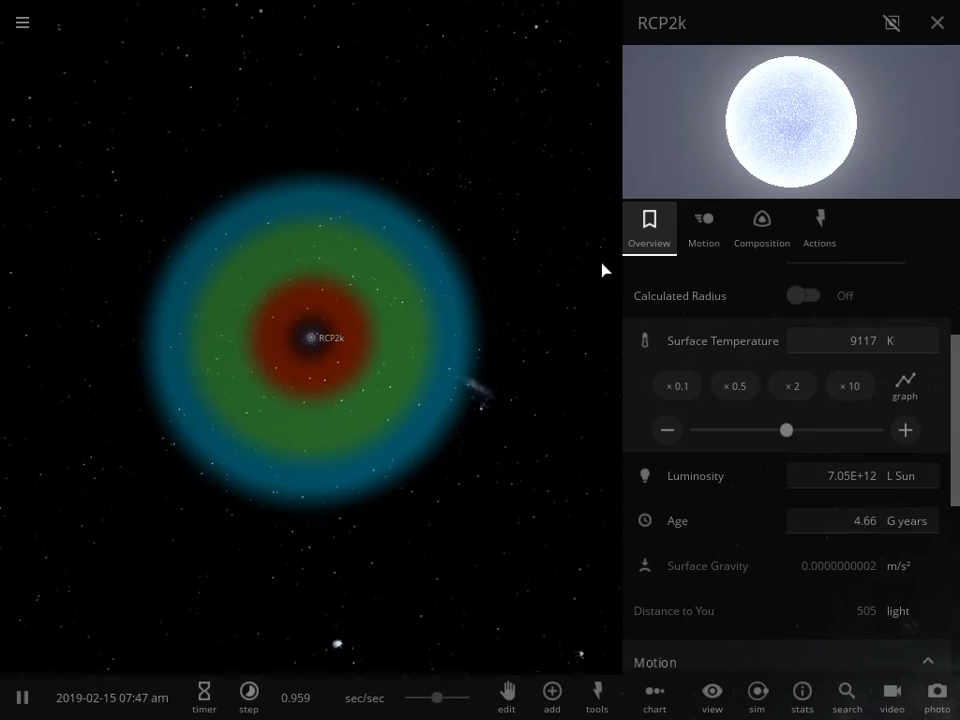 RCP2k
RCP2k
Overview Motion Composition Actions
Calculated Radius Off
Surface Temperature 9117 K
× 0.1 × 0.5 × 2 × 10 graph
Luminosity 7.05E+12 L Sun
Age 4.66 G years
Surface Gravity 0.0000000002 m/s²
Distance to You 505 light
Motion
2019-02-15 07:47 am timer step 0.959 sec/sec edit add tools chart view sim stats search video photo